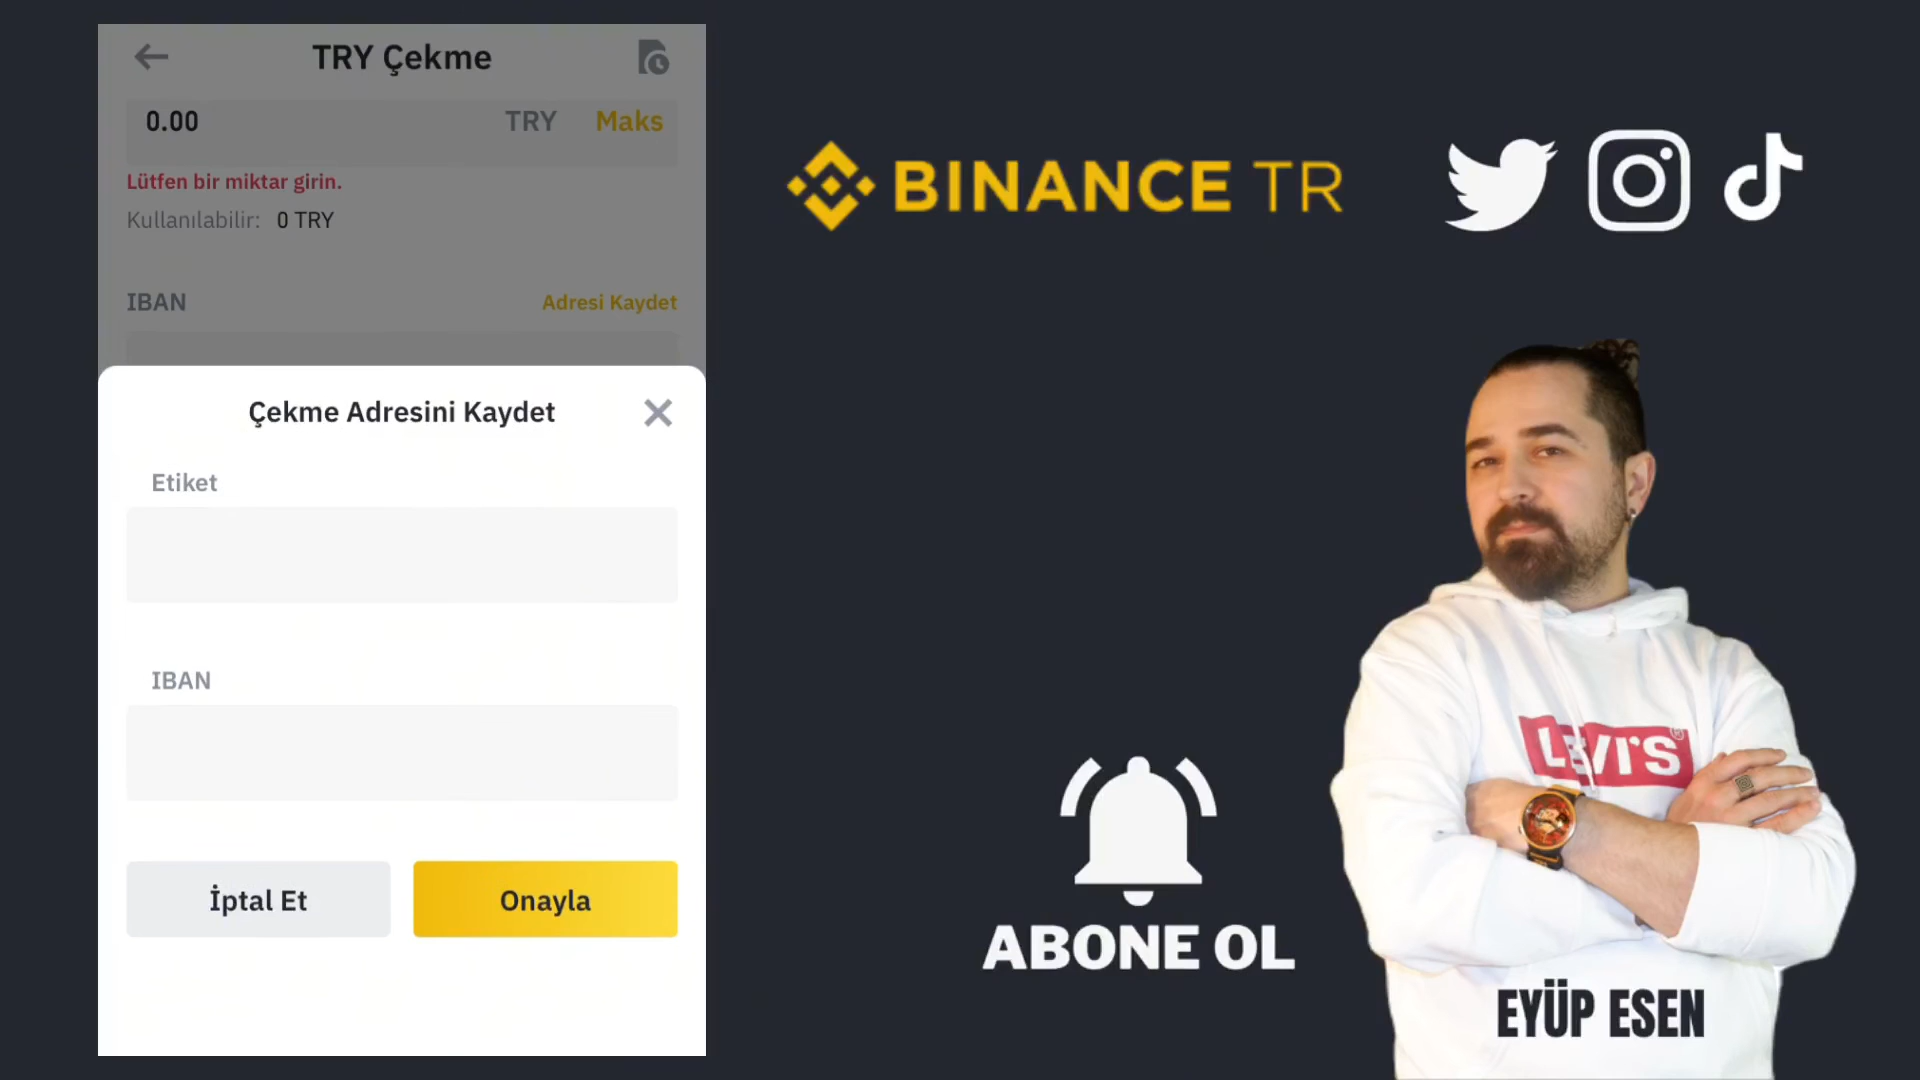 TRY Çekme
0.00 TRY Maks
Lütfen bir miktar girin.
Kullanılabilir: 0 TRY
IBAN Adresi Kaydet
Çekme Adresini Kaydet
Etiket
IBAN
İptal Et Onayla
BINANCE TR
LEVI'S®
ABONE OL
EYÜP ESEN